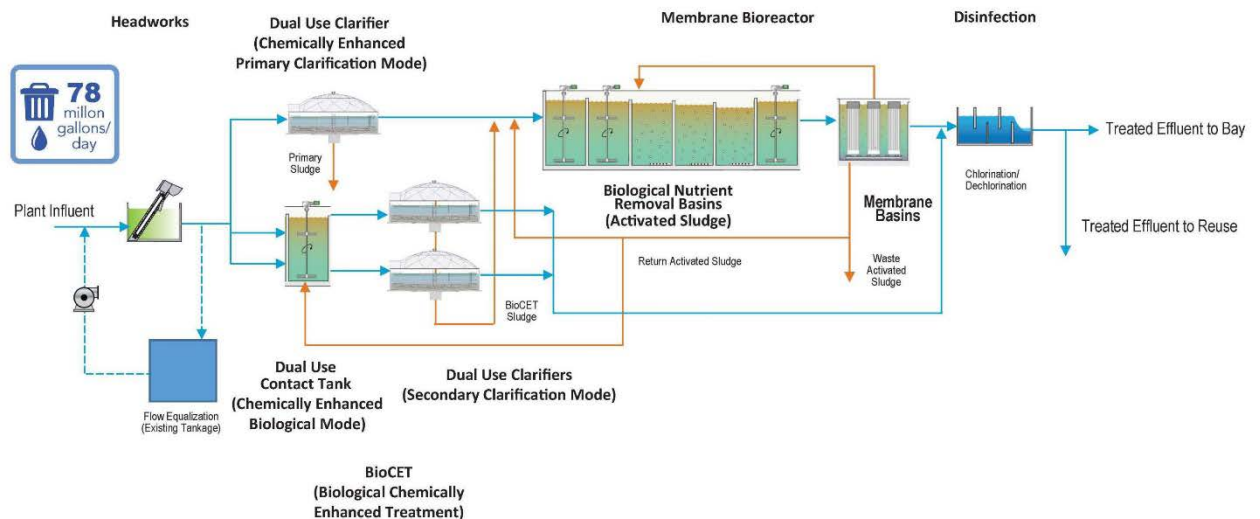 Headworks
Dual Use Clarifier
(Chemically Enhanced
Primary Clarification Mode)
Membrane Bioreactor
Disinfection
78
millon
gallons/
day
Primary
Sludge
Plant Influent
Biological Nutrient
Removal Basins
(Activated Sludge)
Membrane
Basins
Chlorination/
Dechlorination
Treated Effluent to Bay
Treated Effluent to Reuse
Return Activated Sludge
Waste
Activated
Sludge
BioCET
Sludge
Flow Equalization
(Existing Tankage)
Dual Use
Contact Tank
(Chemically Enhanced
Biological Mode)
Dual Use Clarifiers
(Secondary Clarification Mode)
BioCET
(Biological Chemically
Enhanced Treatment)